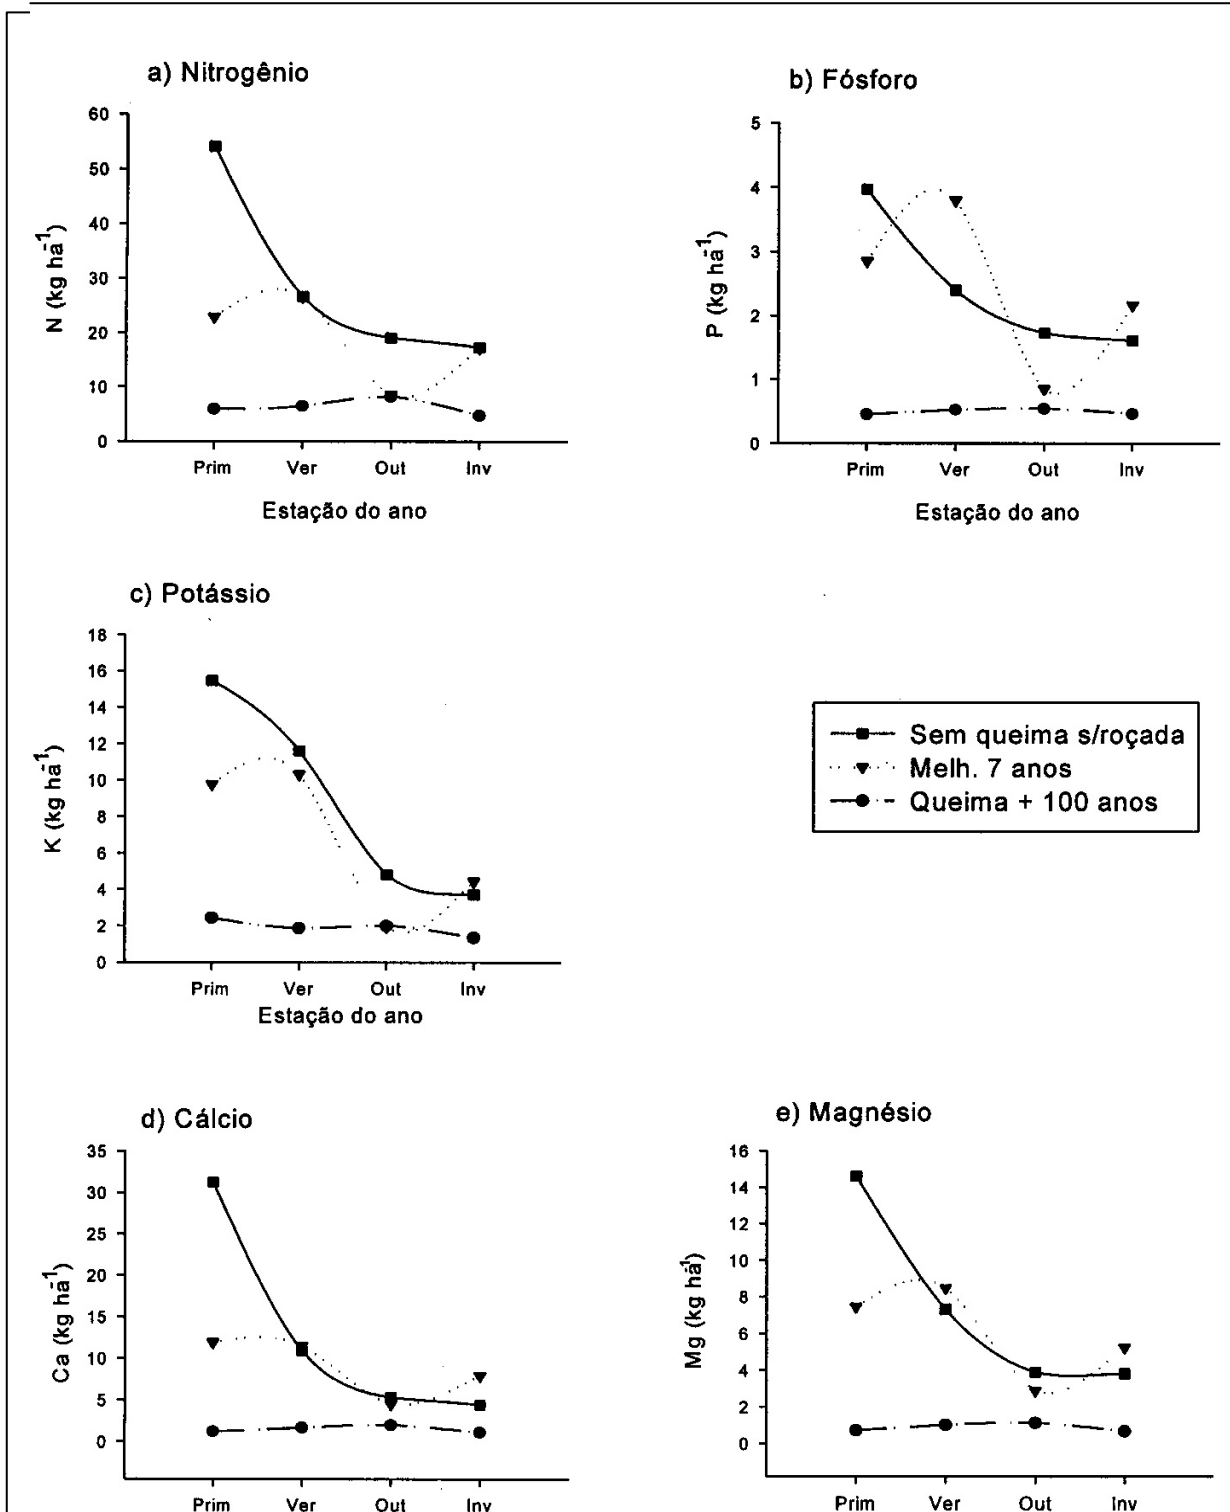 a) Nitrogênio
60
50
40
30
20
10
0
N (kg ha-1)
Prim Ver Out Inv
Estação do ano
b) Fósforo
5
4
3
2
1
0
P (kg ha-1)
Prim Ver Out Inv
Estação do ano
c) Potássio
18
16
14
12
10
8
6
4
2
0
K (kg ha-1)
Prim Ver Out Inv
Estação do ano
Sem queima s/roçada
Melh. 7 anos
Queima + 100 anos
d) Cálcio
35
30
25
20
15
10
5
0
Ca (kg ha-1)
Prim Ver Out Inv
e) Magnésio
16
14
12
10
8
6
4
2
0
Mg (kg ha-1)
Prim Ver Out Inv